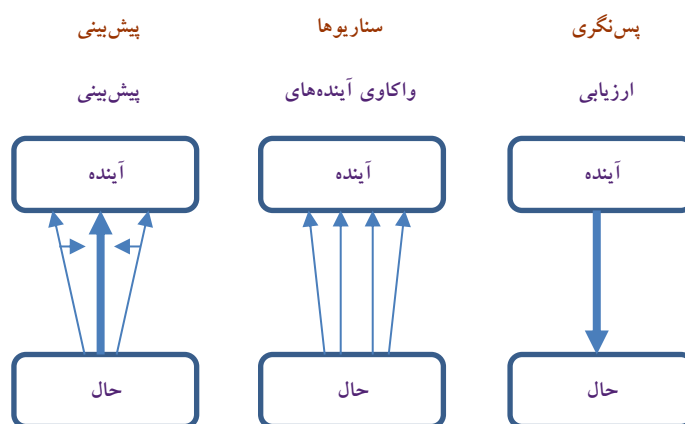 پس‌نگری
سناریوها
پیش‌بینی
ارزیابی
واکاوی آینده‌های
پیش‌بینی
آینده
آینده
آینده
حال
حال
حال